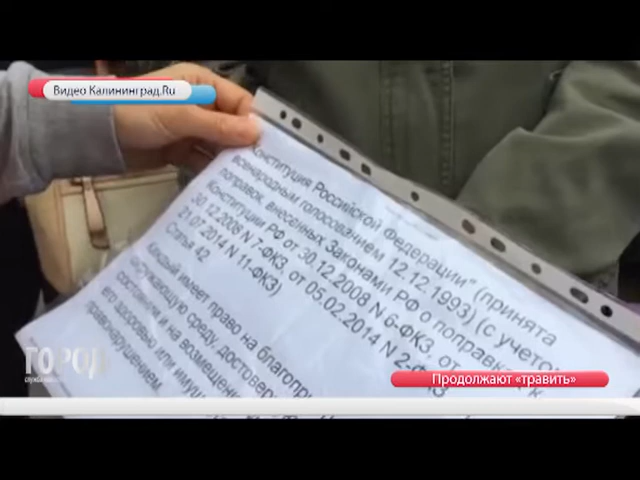 Видео Калининград.Ru
Конституция Российской Федерации" (принята
всенародным голосованием 12.12.1993) (с учетом
поправок, внесенных Законами РФ о поправках к
Конституции РФ от 30.12.2008 N 6-ФКЗ, от
30.12.2008 N 7-ФКЗ, от 05.02.2014 N 2-ФКЗ
21.07.2014 N 11-ФКЗ)
Статья 42.
Каждый имеет право на благопр
окружающую среду, достовер
состоянии и на возмещени
его здоровью или имущ
правонарушением.
ГОРОД
Продолжают «травить»